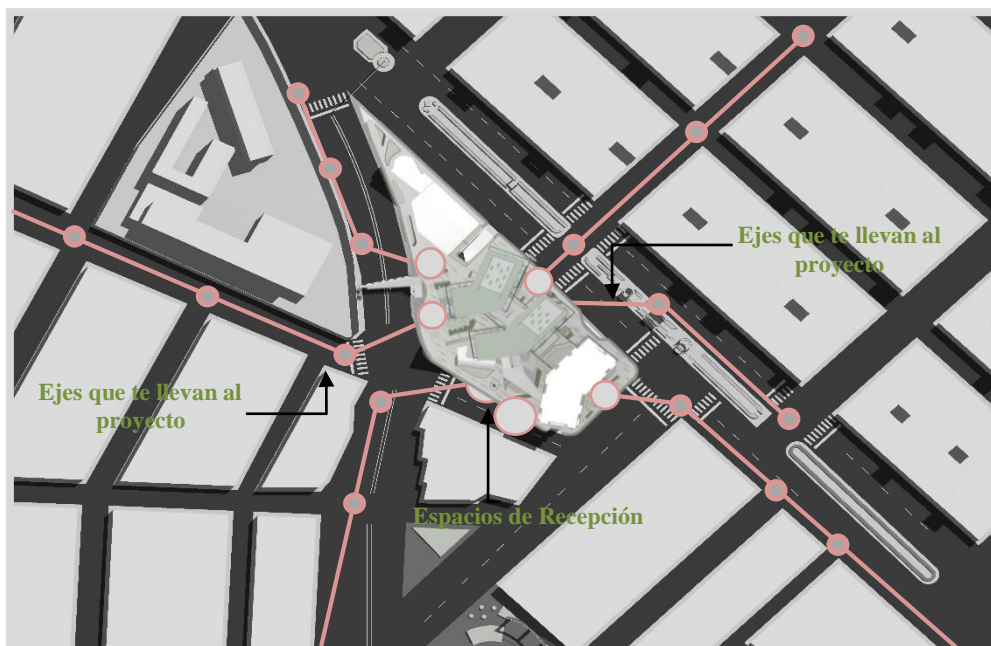 Ejes que te llevan al
proyecto
Ejes que te llevan al
proyecto
Espacios de Recepción